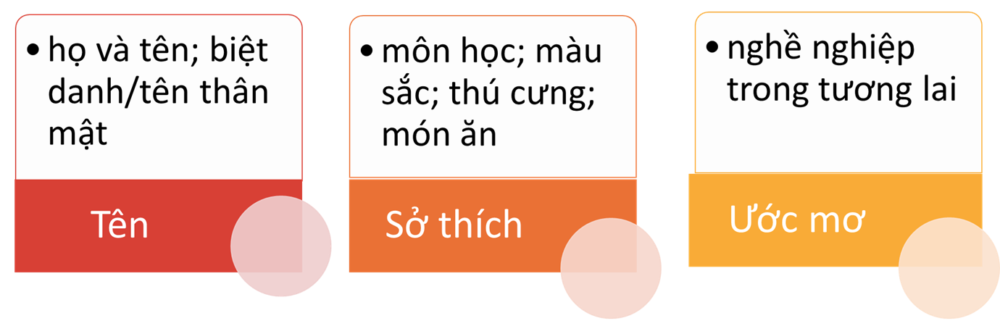 • họ và tên; biệt
danh/tên thân
mật
Tên
• môn học; màu
sắc; thú cưng;
món ăn
Sở thích
• nghề nghiệp
trong tương lai
Ước mơ